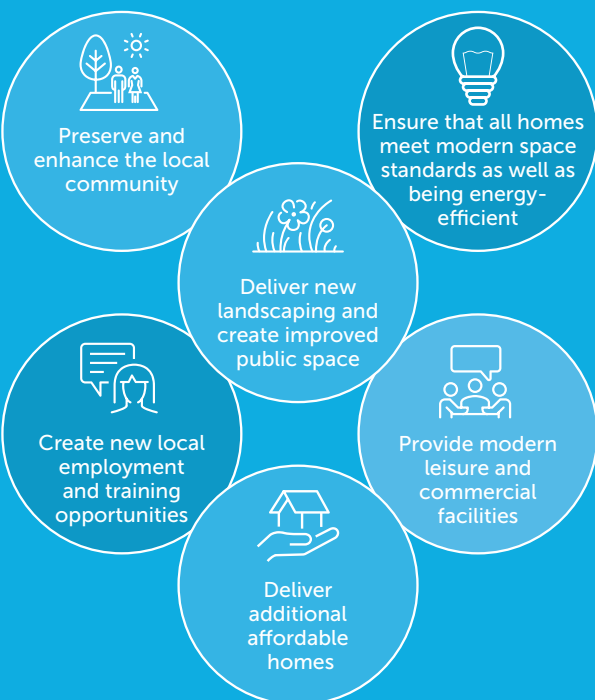 Preserve and
enhance the local
community
Ensure that all homes
meet modern space
standards as well as
being energy-
efficient
Deliver new
landscaping and
create improved
public space
Create new local
employment
and training
opportunities
Provide modern
leisure and
commercial
facilities
Deliver
additional
affordable
homes